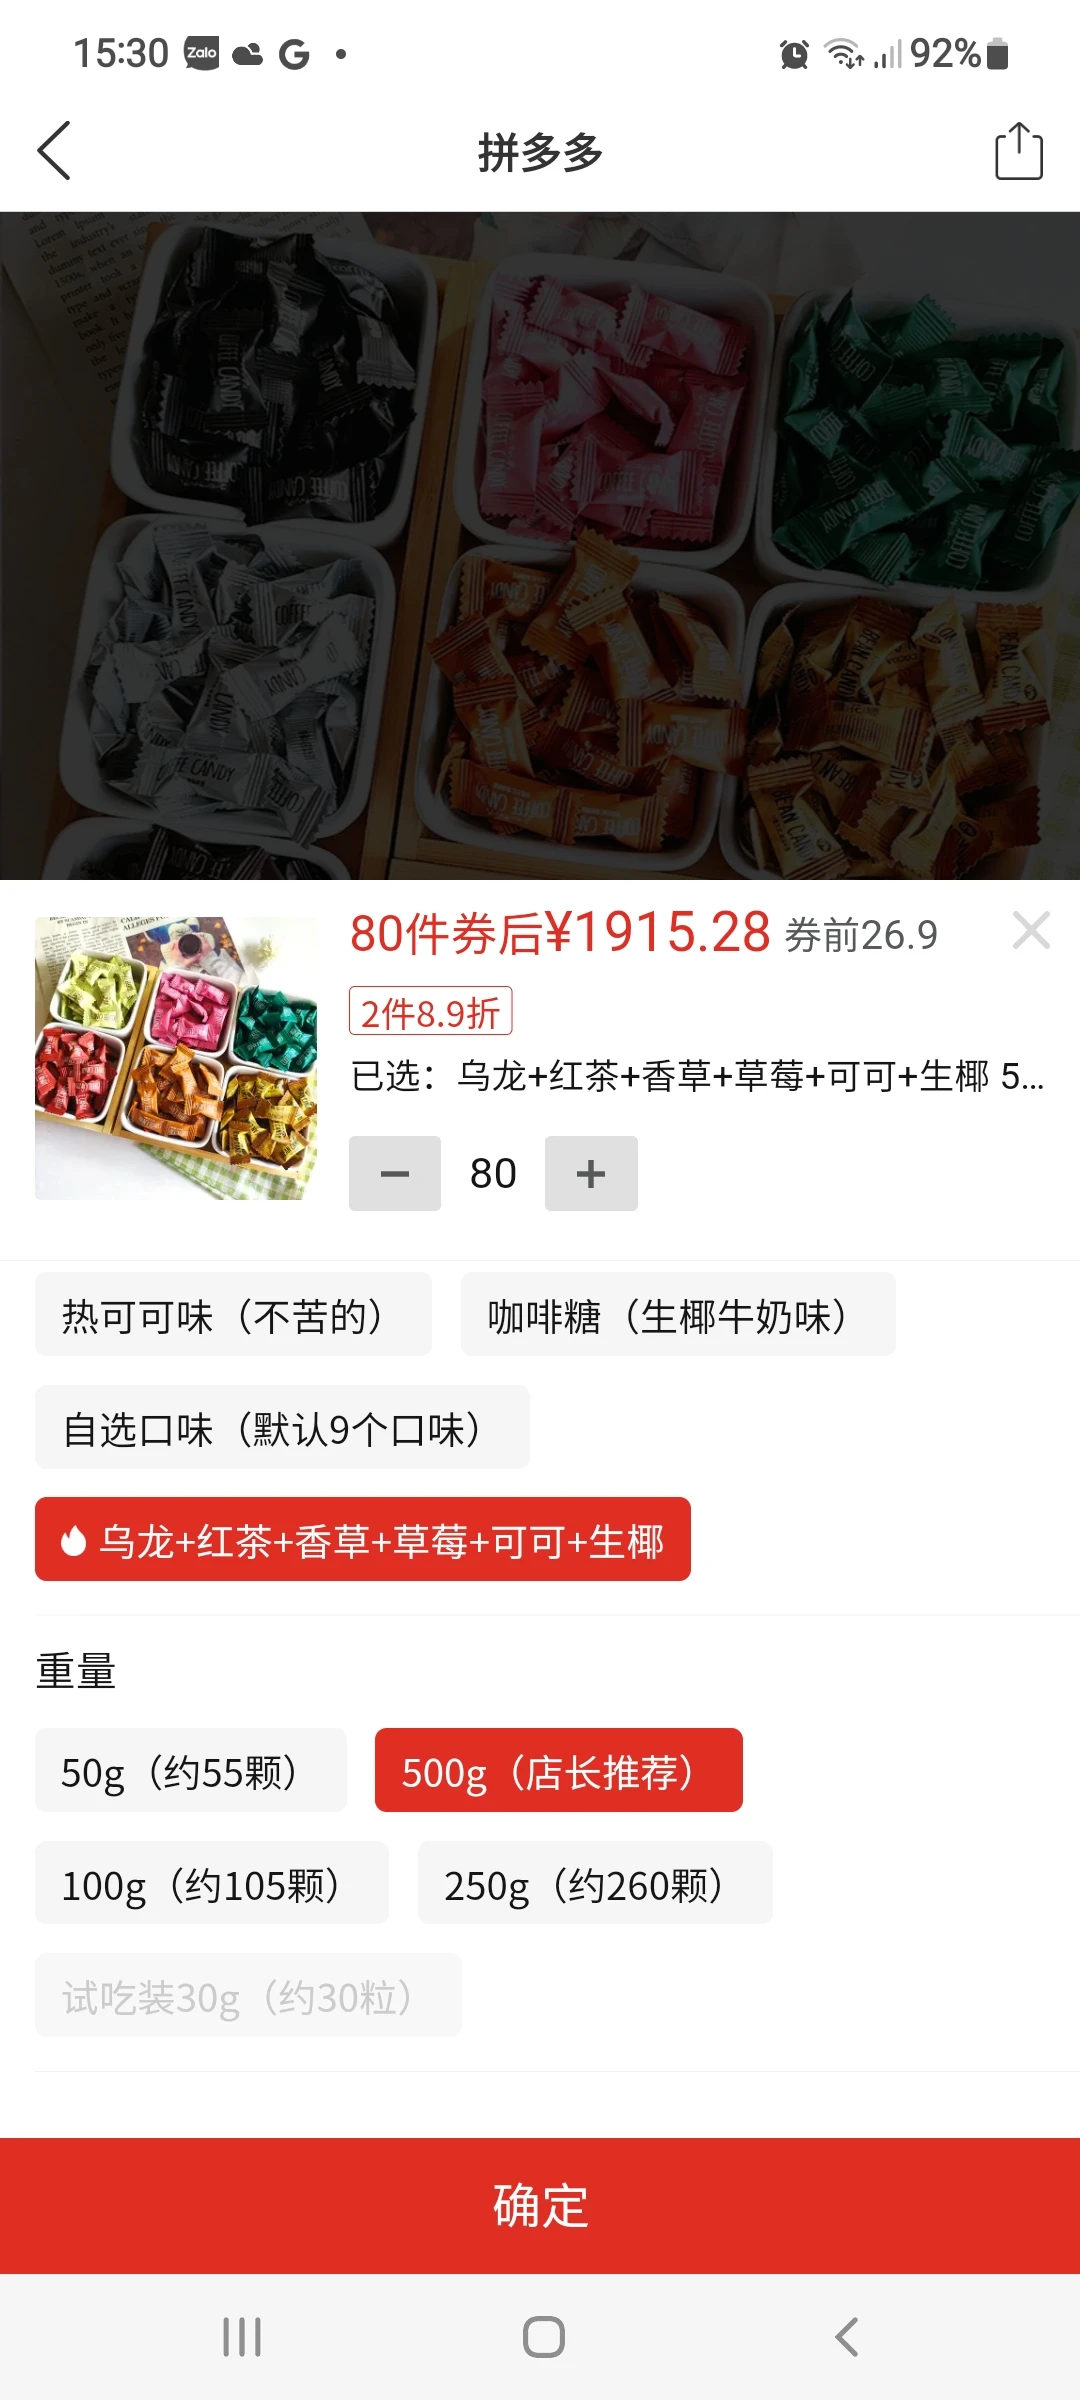 15:30 Zalo G 92%
拼多多
80件券后¥1915.28 券前26.9
2件8.9折
已选：乌龙+红茶+香草+草莓+可可+生椰 5...
80
热可可味（不苦的）
咖啡糖（生椰牛奶味）
自选口味（默认9个口味）
乌龙+红茶+香草+草莓+可可+生椰
重量
50g（约55颗）
500g（店长推荐）
100g（约105颗）
250g（约260颗）
试吃装30g（约30粒）
确定